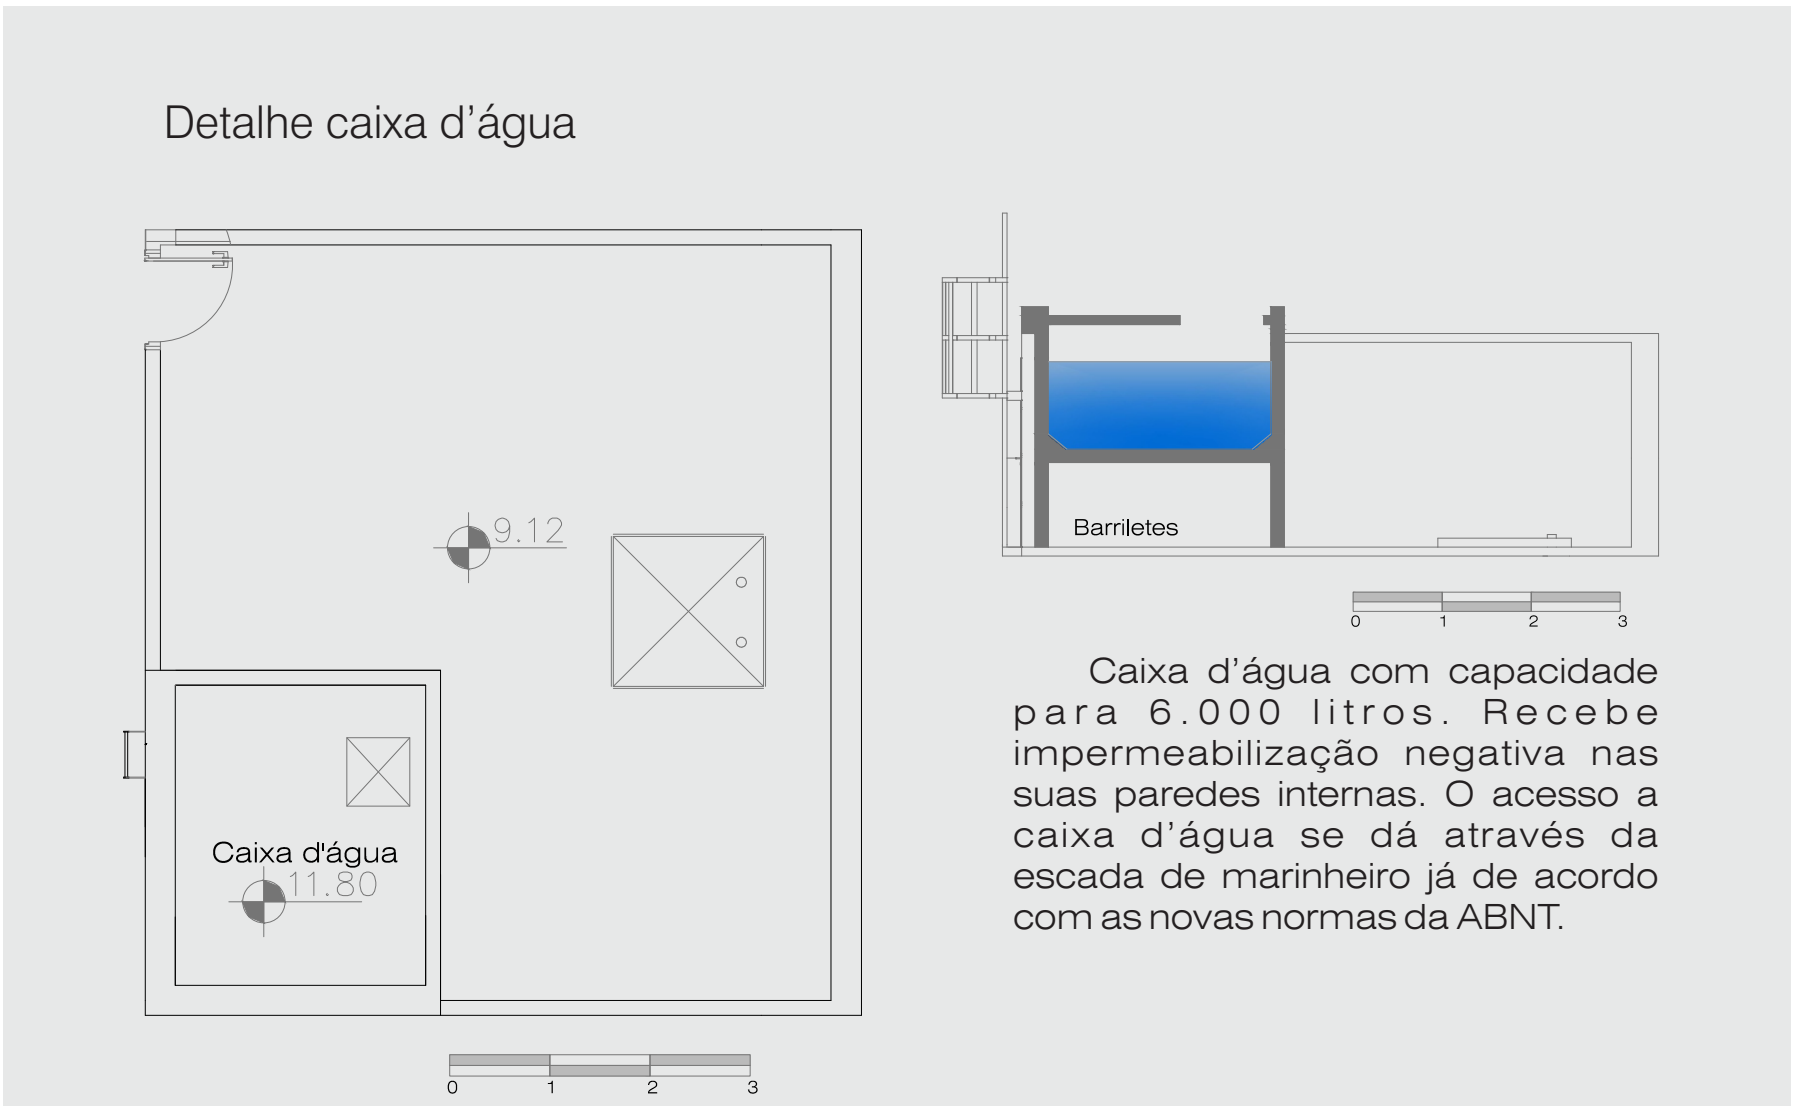 Detalhe caixa d’água
9.12
Caixa d'água
11.80
0 1 2 3
Barriletes
0 1 2 3
Caixa d’água com capacidade
para 6.000 litros. Recebe
impermeabilização negativa nas
suas paredes internas. O acesso a
caixa d’água se dá através da
escada de marinheiro já de acordo
com as novas normas da ABNT.